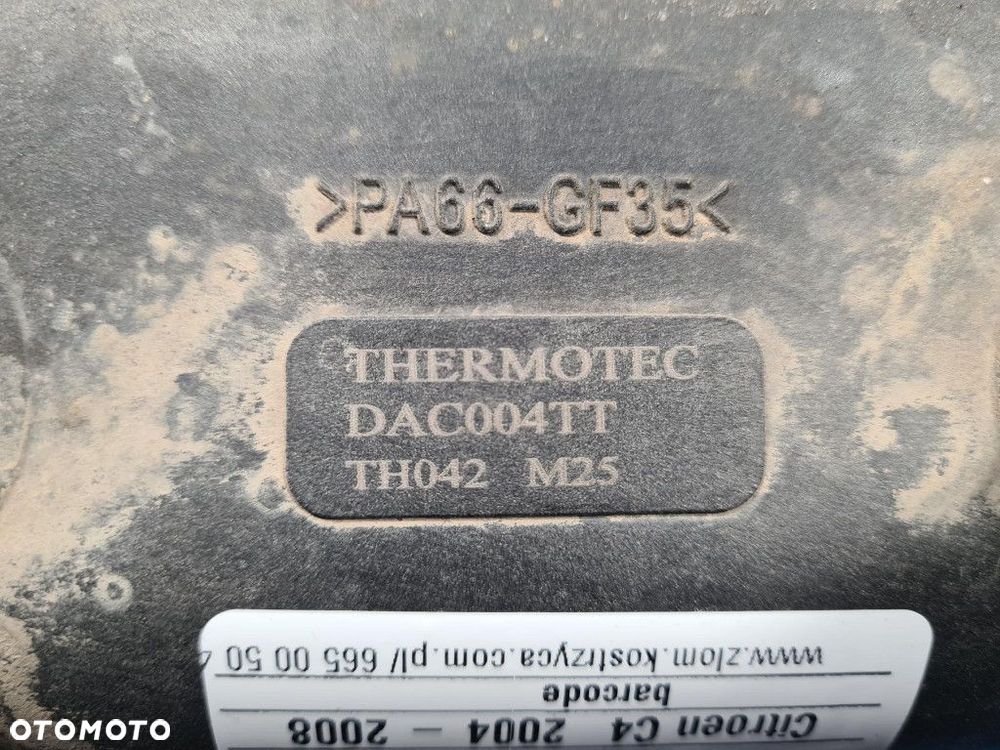 >PA66-GF35<
THERMOTEC
DAC004TT
TH042 M25
Citroen C4 2004 - 2008
barcode
www.zlom.kostrzyca.com.pl/ 665 00 50
OTOMOTO
OTOMOTO